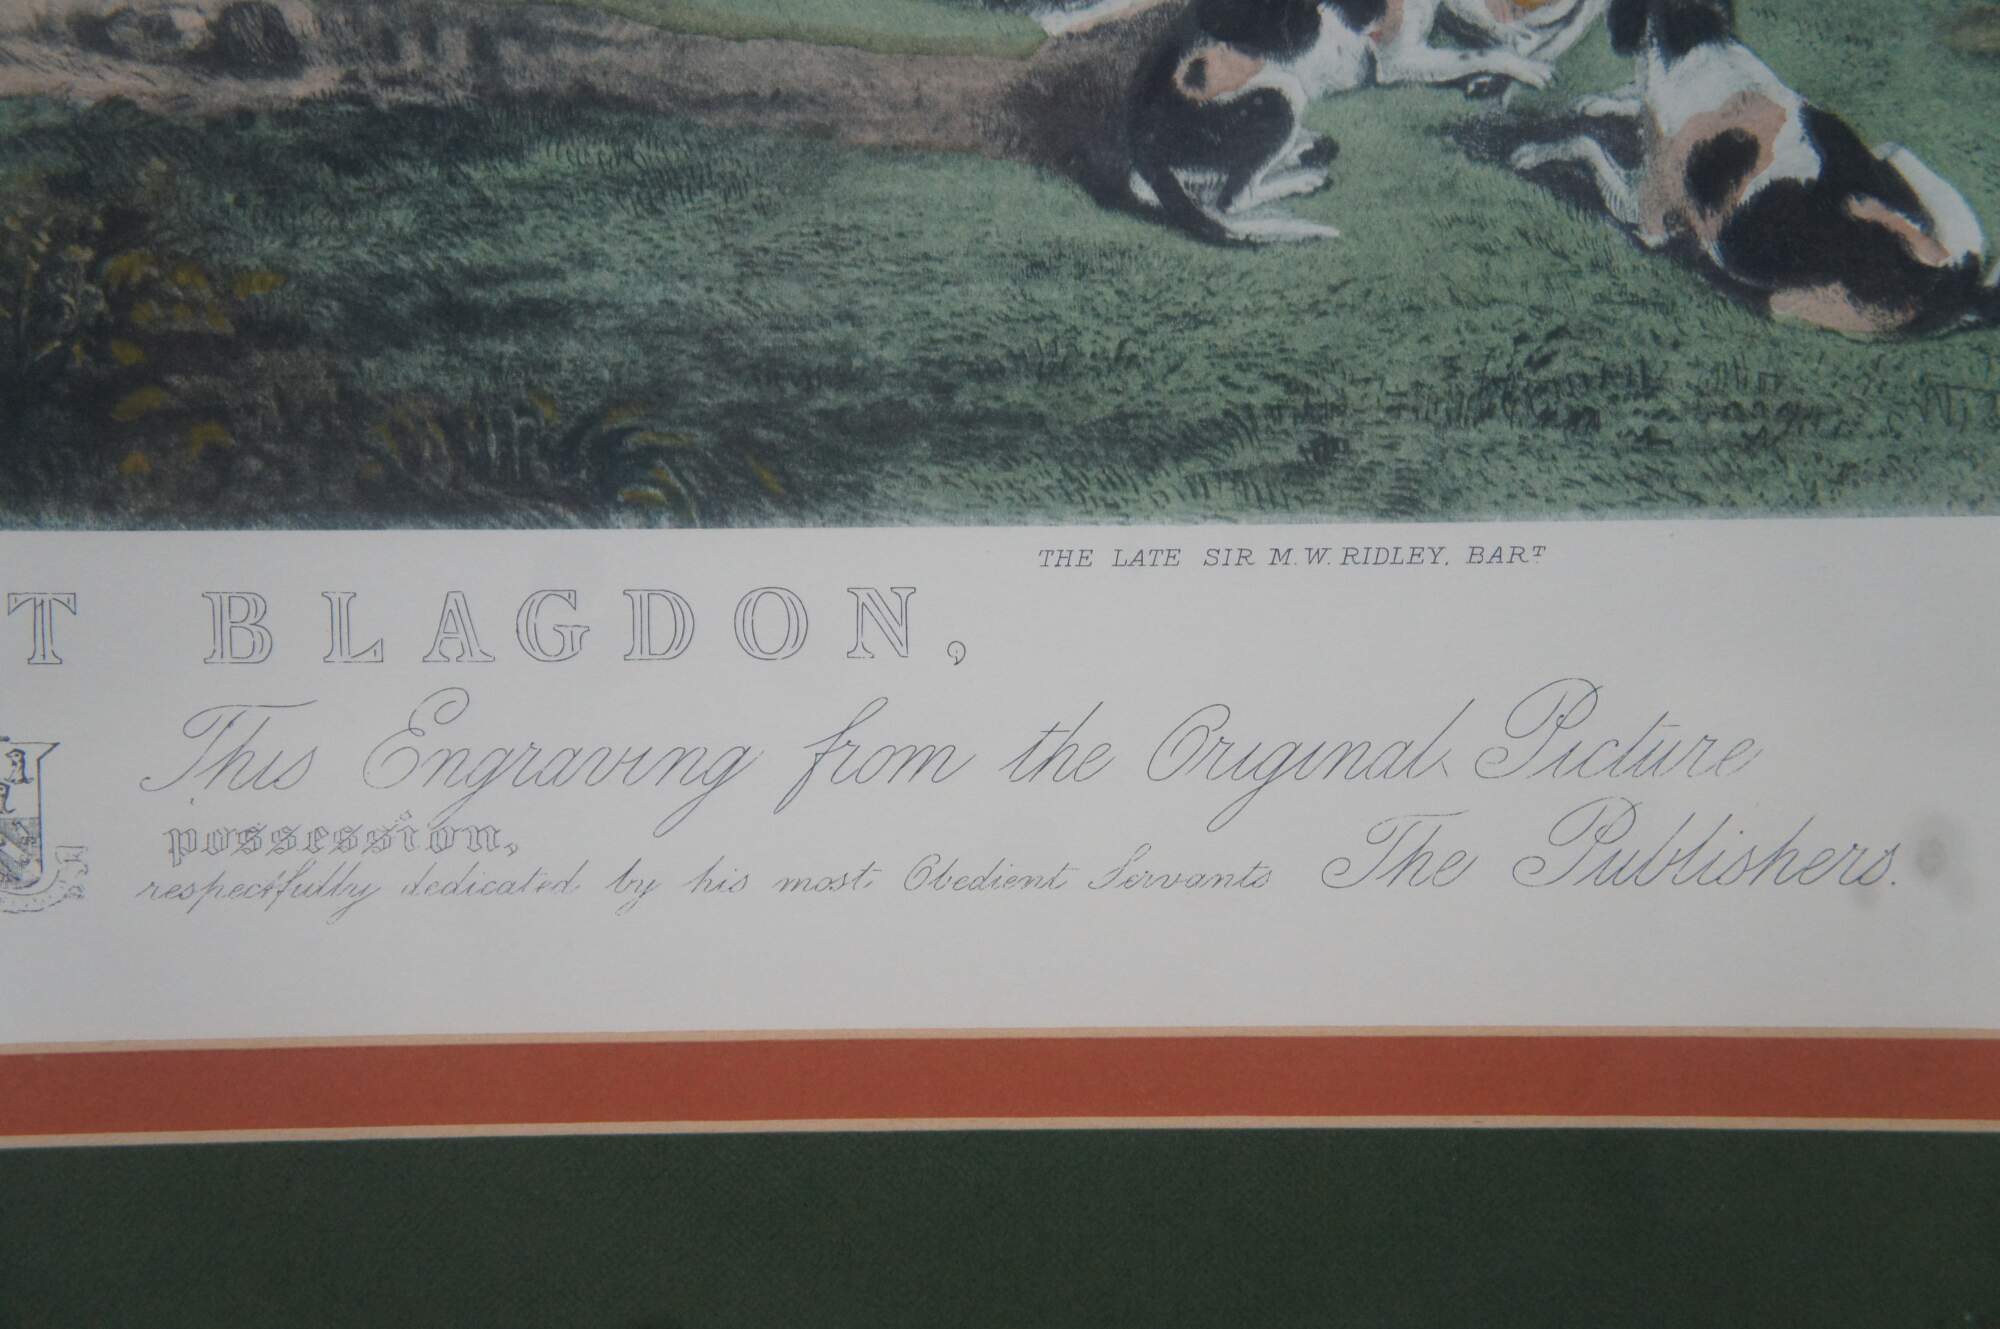 THE LATE SIR M.W. RIDLEY, BART
T BLAGDON,
This Engraving from the Original Picture
possession,
respectfully dedicated by his most Obedient Servants The Publishers.